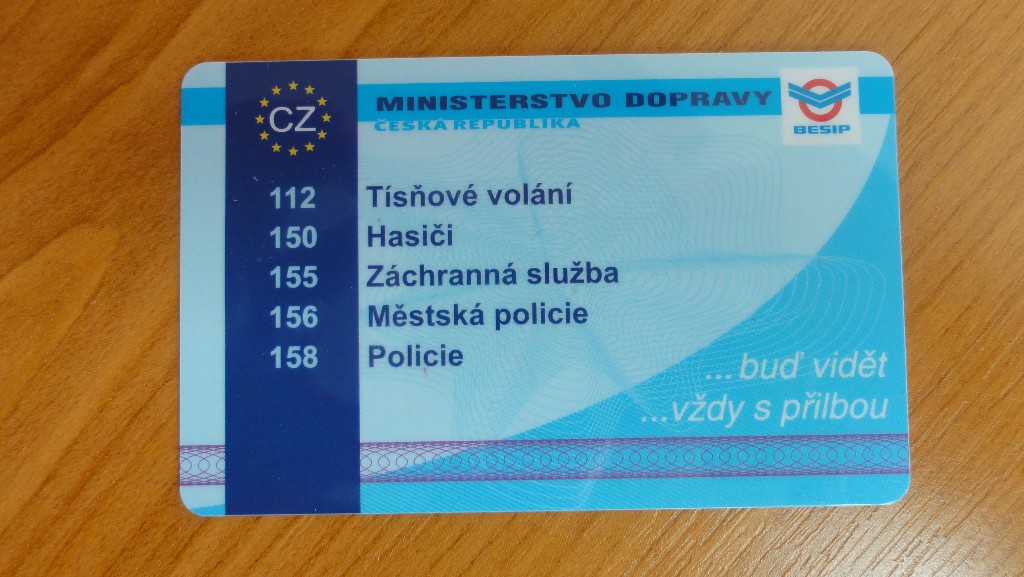 CZ
MINISTERSTVO DOPRAVY
ČESKÁ REPUBLIKA
BESIP
112 Tísňové volání
150 Hasiči
155 Záchranná služba
156 Městská policie
158 Policie
...buď vidět
...vždy s přilbou